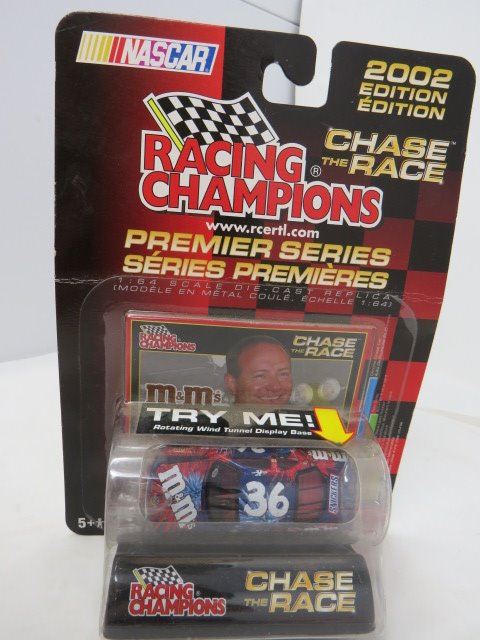 NASCAR
2002
EDITION
ÉDITION
CHASE™
THE RACE
RACING
CHAMPIONS®
www.rcertl.com
PREMIER SERIES
SÉRIES PREMIÈRES
1:64 SCALE DIE-CAST REPLICA
(MODÈLE EN MÉTAL COULÉ, ÉCHELLE 1:64)
RACING
CHAMPIONS
CHASE
THE RACE
m&m's
TRY ME!
Rotating Wind Tunnel Display Base
m&m's
36
SNICKERS
5+
RACING
CHAMPIONS
CHASE
THE RACE